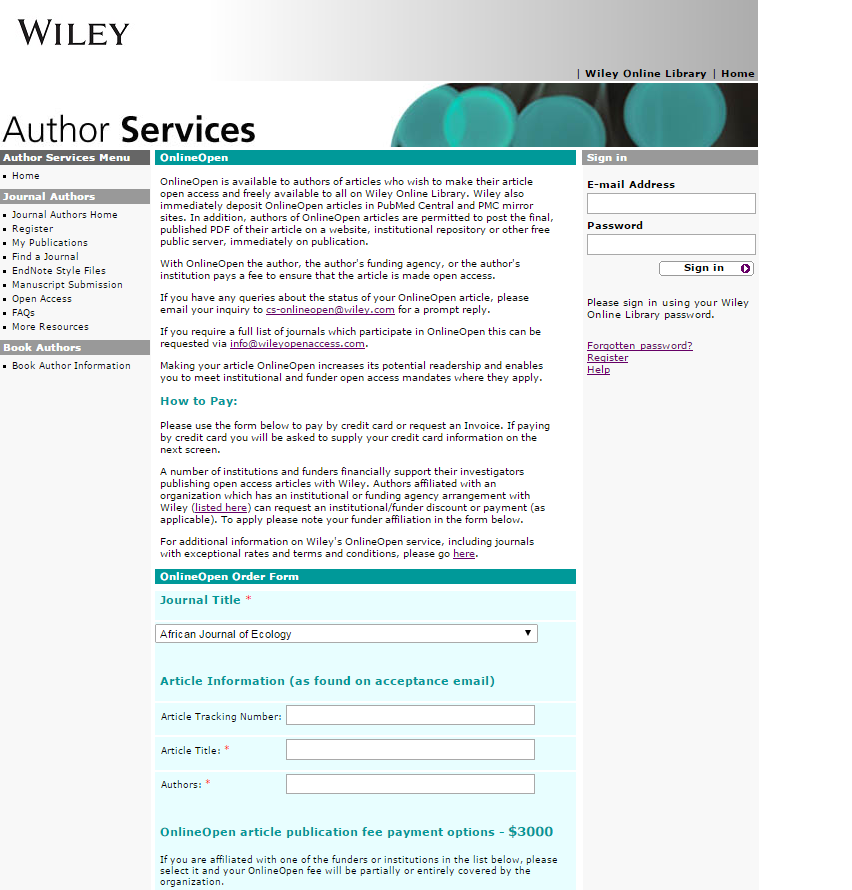 WILEY
| Wiley Online Library | Home
Author Services
Author Services Menu
Home
Journal Authors
Journal Authors Home
Register
My Publications
Find a Journal
EndNote Style Files
Manuscript Submission
Open Access
FAQs
More Resources
Book Authors
Book Author Information
OnlineOpen
OnlineOpen is available to authors of articles who wish to make their article
open access and freely available to all on Wiley Online Library. Wiley also
immediately deposit OnlineOpen articles in PubMed Central and PMC mirror
sites. In addition, authors of OnlineOpen articles are permitted to post the final,
published PDF of their article on a website, institutional repository or other free
public server, immediately on publication.
With OnlineOpen the author, the author's funding agency, or the author's
institution pays a fee to ensure that the article is made open access.
If you have any queries about the status of your OnlineOpen article, please
email your inquiry to cs-onlineopen@wiley.com for a prompt reply.
If you require a full list of journals which participate in OnlineOpen this can be
requested via info@wileyopenaccess.com.
Making your article OnlineOpen increases its potential readership and enables
you to meet institutional and funder open access mandates where they apply.
How to Pay:
Please use the form below to pay by credit card or request an Invoice. If paying
by credit card you will be asked to supply your credit card information on the
next screen.
A number of institutions and funders financially support their investigators
publishing open access articles with Wiley. Authors affiliated with an
organization which has an institutional or funding agency arrangement with
Wiley (listed here) can request an institutional/funder discount or payment (as
applicable). To apply please note your funder affiliation in the form below.
For additional information on Wiley's OnlineOpen service, including journals
with exceptional rates and terms and conditions, please go here.
OnlineOpen Order Form
Journal Title *
African Journal of Ecology
Article Information (as found on acceptance email)
Article Tracking Number:
Article Title: *
Authors: *
OnlineOpen article publication fee payment options - $3000
If you are affiliated with one of the funders or institutions in the list below, please
select it and your OnlineOpen fee will be partially or entirely covered by the
organization.
Sign in
E-mail Address
Password
Sign in
Please sign in using your Wiley
Online Library password.
Forgotten password?
Register
Help